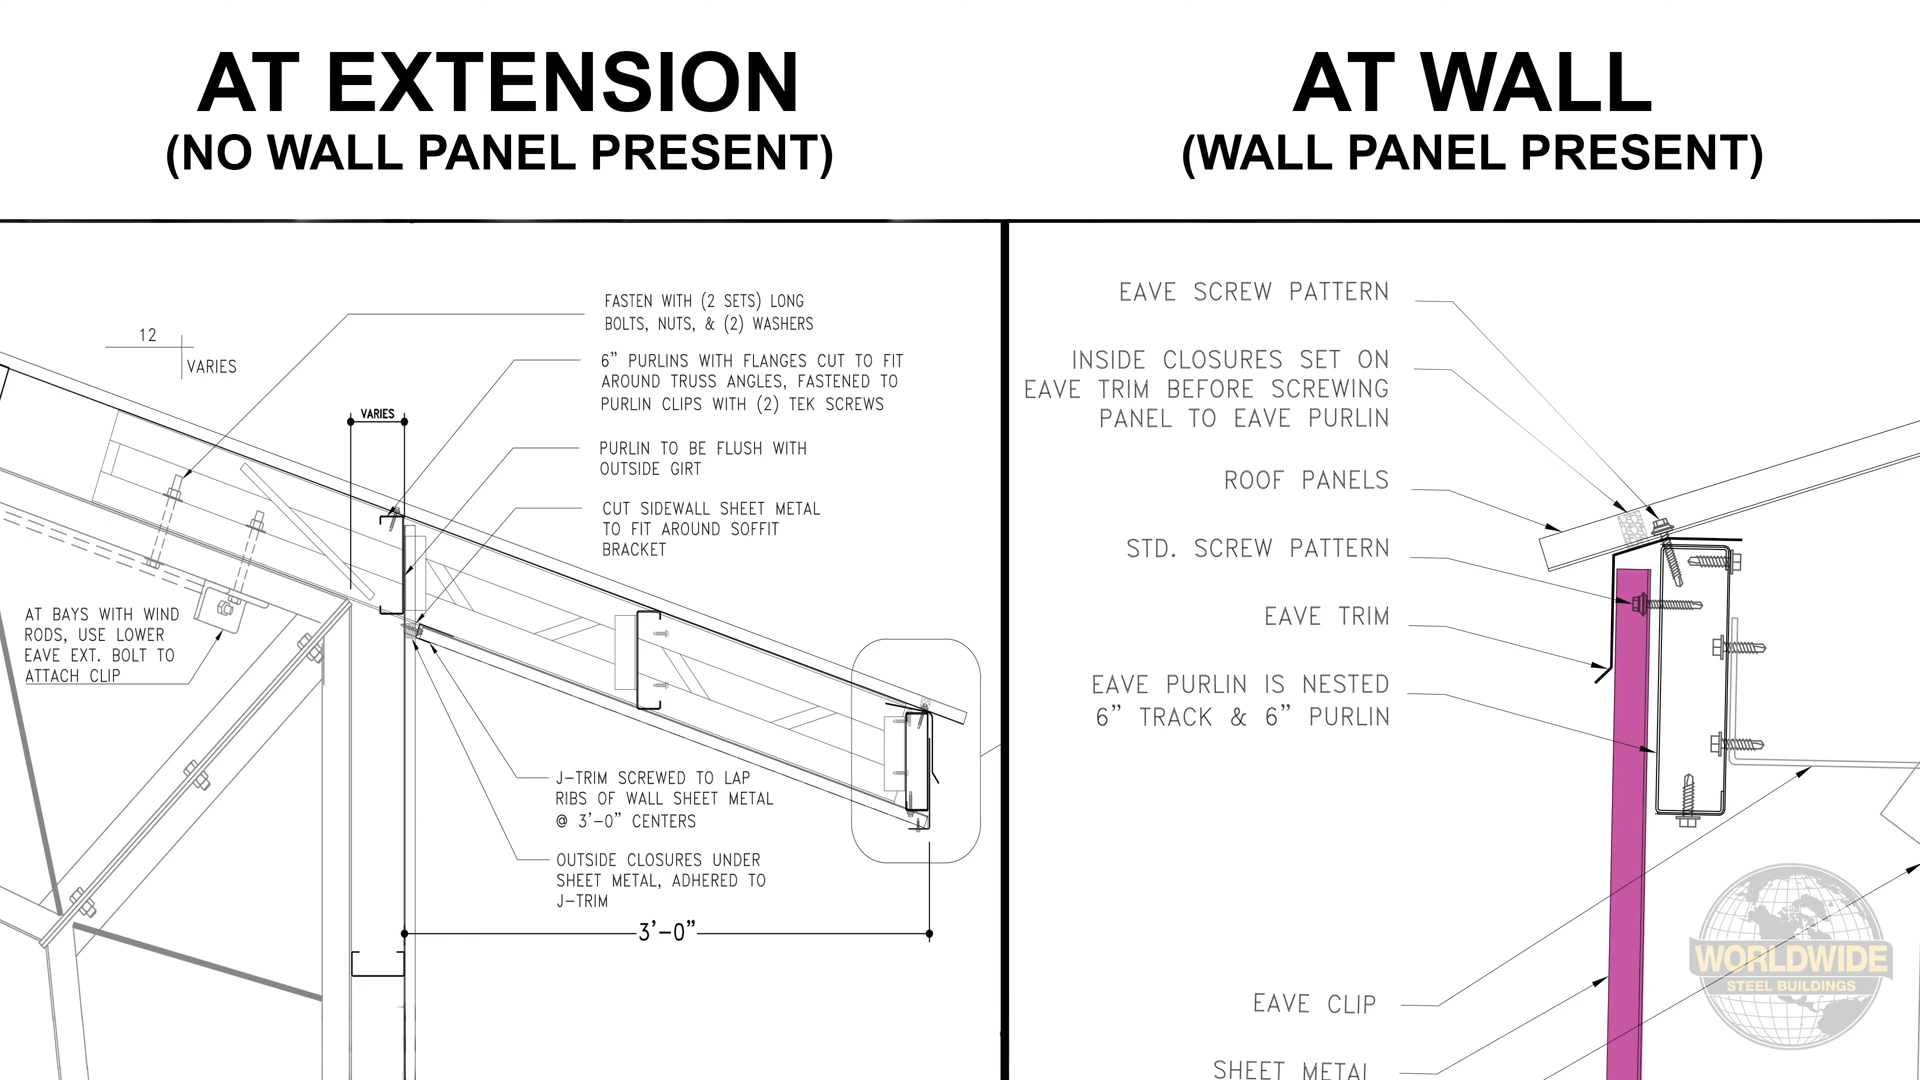 AT EXTENSION
(NO WALL PANEL PRESENT)
12
VARIES
VARIES
FASTEN WITH (2 SETS) LONG
BOLTS, NUTS, & (2) WASHERS
6" PURLINS WITH FLANGES CUT TO FIT
AROUND TRUSS ANGLES, FASTENED TO
PURLIN CLIPS WITH (2) TEK SCREWS
PURLIN TO BE FLUSH WITH
OUTSIDE GIRT
CUT SIDEWALL SHEET METAL
TO FIT AROUND SOFFIT
BRACKET
AT BAYS WITH WIND
RODS, USE LOWER
EAVE EXT. BOLT TO
ATTACH CLIP
J-TRIM SCREWED TO LAP
RIBS OF WALL SHEET METAL
@ 3'-0" CENTERS
OUTSIDE CLOSURES UNDER
SHEET METAL, ADHERED TO
J-TRIM
3'-0"
AT WALL
(WALL PANEL PRESENT)
EAVE SCREW PATTERN
INSIDE CLOSURES SET ON
EAVE TRIM BEFORE SCREWING
PANEL TO EAVE PURLIN
ROOF PANELS
STD. SCREW PATTERN
EAVE TRIM
EAVE PURLIN IS NESTED
6" TRACK & 6" PURLIN
EAVE CLIP
SHEET METAL
WORLDWIDE
STEEL BUILDINGS